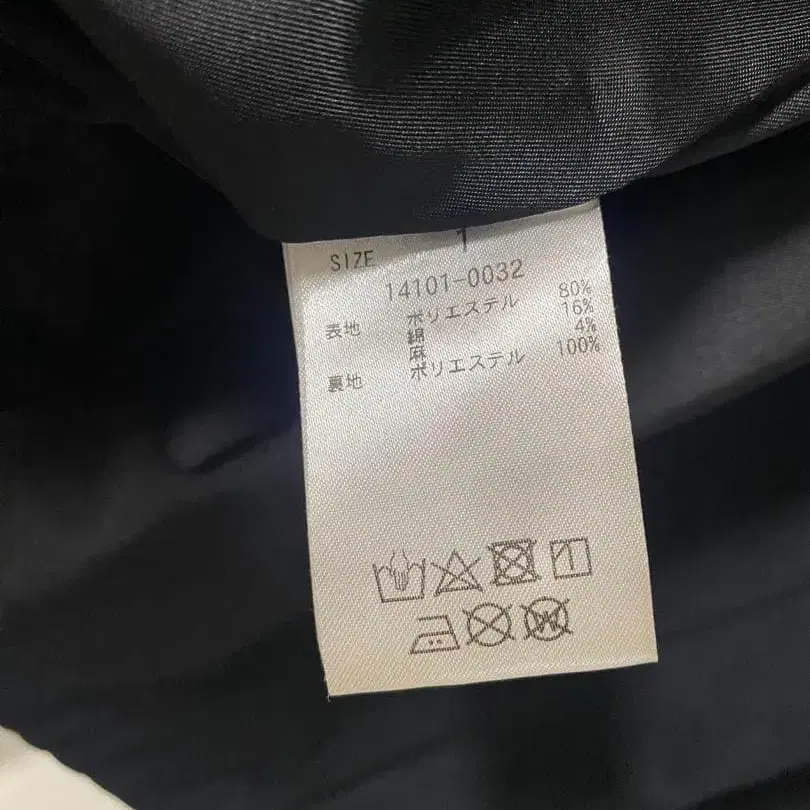 SIZE 1
14101-0032
表地 ポリエステル 80%
綿 16%
麻 4%
裏地 ポリエステル 100%
W